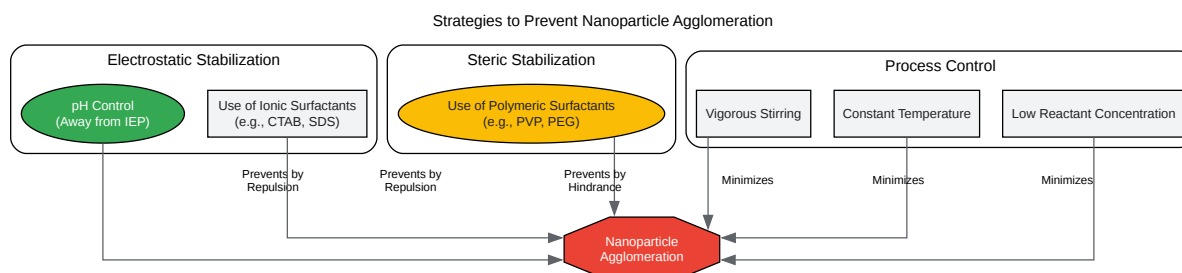 Strategies to Prevent Nanoparticle Agglomeration
Electrostatic Stabilization
pH Control
(Away from IEP)
Use of Ionic Surfactants
(e.g., CTAB, SDS)
Steric Stabilization
Use of Polymeric Surfactants
(e.g., PVP, PEG)
Process Control
Vigorous Stirring
Constant Temperature
Low Reactant Concentration
Prevents by
Repulsion
Prevents by
Repulsion
Prevents by
Hindrance
Minimizes
Minimizes
Minimizes
Nanoparticle
Agglomeration